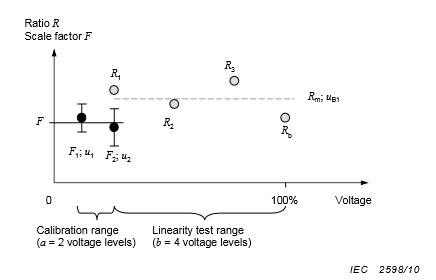 Ratio R
Scale factor F
R1
R3
Rm; uB1
F
R2
Rb
F1; u1
F2; u2
0
100%
Voltage
Calibration range
(a = 2 voltage levels)
Linearity test range
(b = 4 voltage levels)
IEC 2598/10